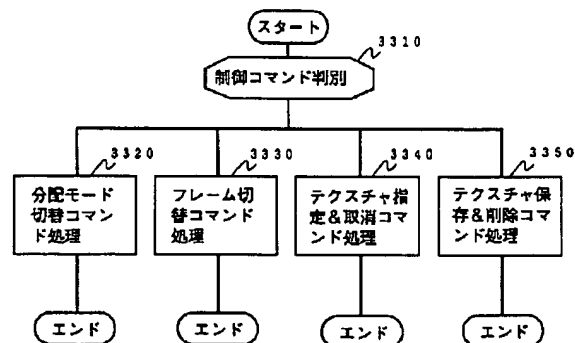 スタート
3310
制御コマンド判別
3320
分配モード
切替コマン
ド処理
エンド
3330
フレーム切
替コマンド
処理
エンド
3340
テクスチャ指
定&取消コマ
ンド処理
エンド
3350
テクスチャ保
存&削除コマ
ンド処理
エンド